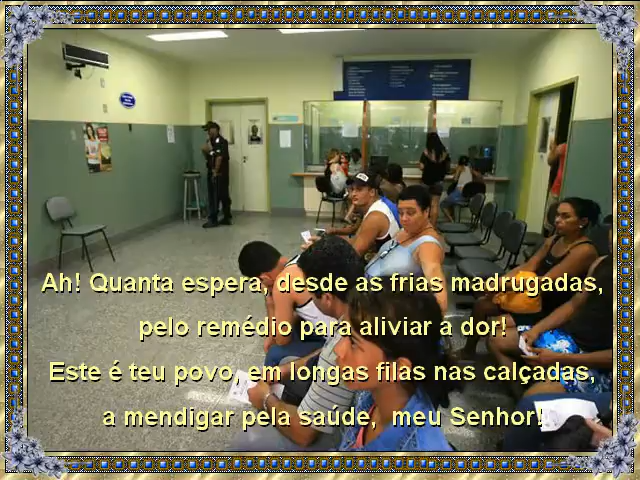 Ah! Quanta espera, desde as frias madrugadas,
pelo remédio para aliviar a dor!
Este é teu povo, em longas filas nas calçadas,
a mendigar pela saúde,  meu Senhor!